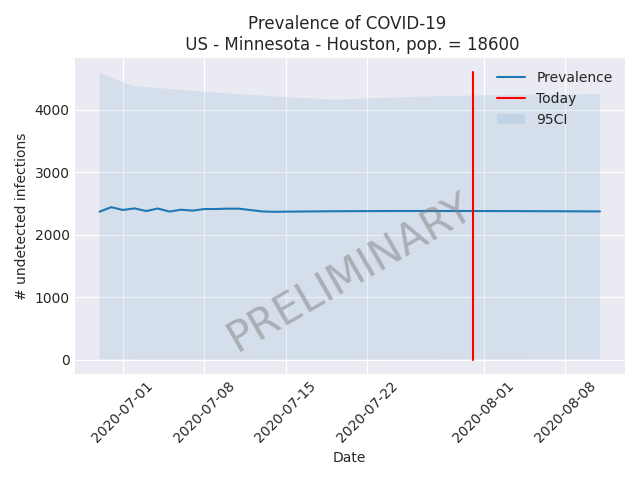 Prevalence of COVID-19
US - Minnesota - Houston, pop. = 18600
Prevalence
Today
95CI
# undetected infections
4000
3000
2000
1000
0
PRELIMINARY
2020-07-01
2020-07-08
2020-07-15
2020-07-22
2020-08-01
2020-08-08
Date